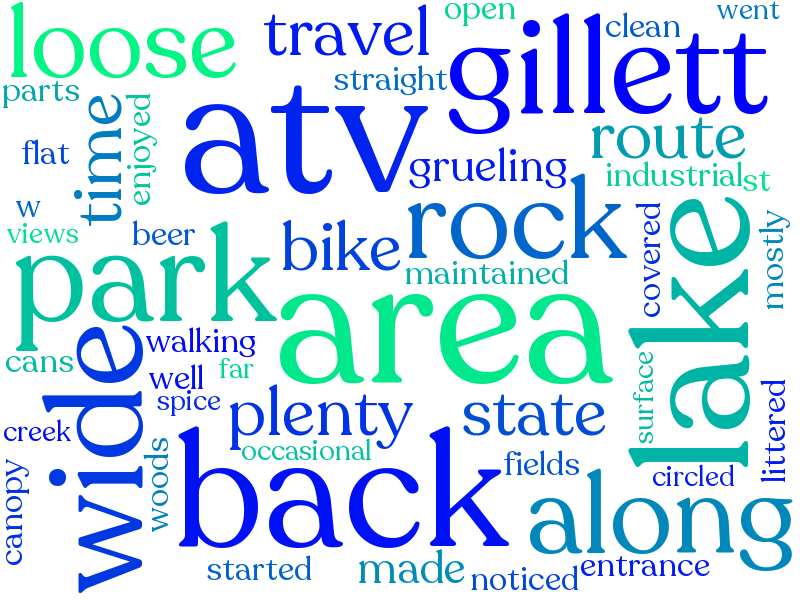 loose
travel
open
clean
went
gillett
parts
straight
time
enjoyed
atv
flat
grueling
route
industrial
st
w
views
beer
bike
rock
covered
lake
mostly
park
maintained
area
cans
wide
walking
well
far
spice
plenty
state
surface
littered
creek
occasional
canopy
woods
back
fields
circled
along
started
made
noticed
entrance